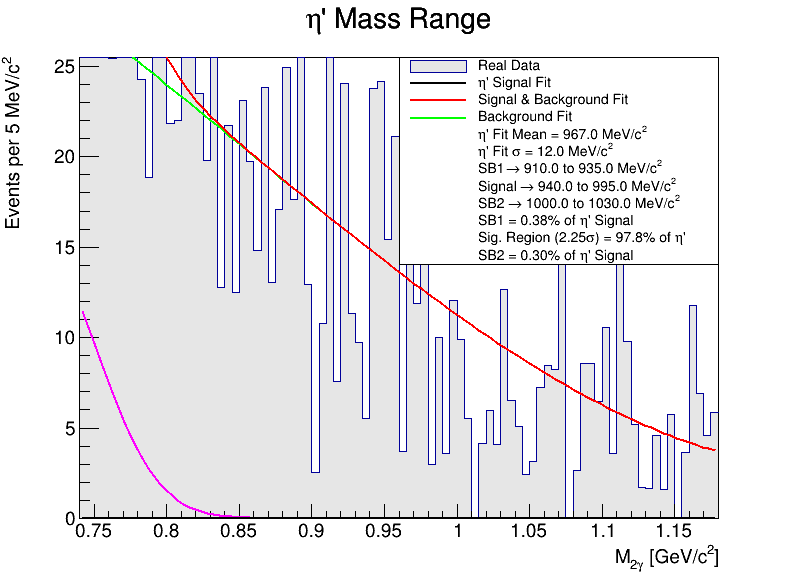 η' Mass Range
Events per 5 MeV/c²
25
20
15
10
5
0
Real Data
η' Signal Fit
Signal & Background Fit
Background Fit
η' Fit Mean = 967.0 MeV/c²
η' Fit σ = 12.0 MeV/c²
SB1 → 910.0 to 935.0 MeV/c²
Signal → 940.0 to 995.0 MeV/c²
SB2 → 1000.0 to 1030.0 MeV/c²
SB1 = 0.38% of η' Signal
Sig. Region (2.25σ) = 97.8% of η'
SB2 = 0.30% of η' Signal
0.75 0.8 0.85 0.9 0.95 1 1.05 1.1 1.15
M₂γ [GeV/c²]